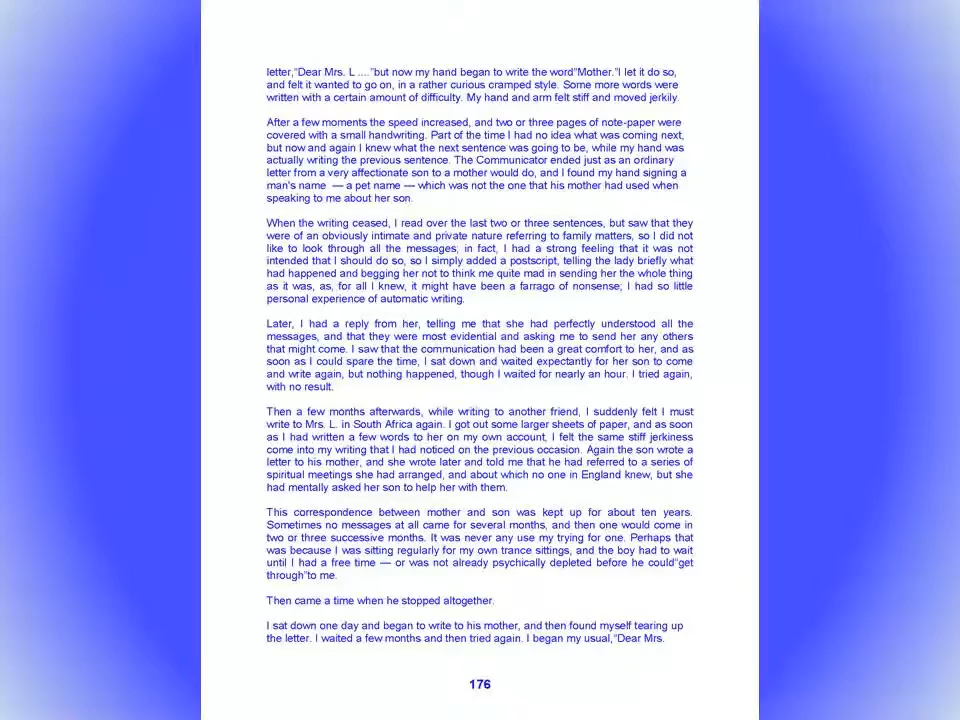 letter,"Dear Mrs. L ...."but now my hand began to write the word"Mother."I let it do so,
and felt it wanted to go on, in a rather curious cramped style. Some more words were
written with a certain amount of difficulty. My hand and arm felt stiff and moved jerkily.
After a few moments the speed increased, and two or three pages of note-paper were
covered with a small handwriting. Part of the time I had no idea what was coming next,
but now and again I knew what the next sentence was going to be, while my hand was
actually writing the previous sentence. The Communicator ended just as an ordinary
letter from a very affectionate son to a mother would do, and I found my hand signing a
man's name — a pet name — which was not the one that his mother had used when
speaking to me about her son.
When the writing ceased, I read over the last two or three sentences, but saw that they
were of an obviously intimate and private nature referring to family matters, so I did not
like to look through all the messages; in fact, I had a strong feeling that it was not
intended that I should do so, so I simply added a postscript, telling the lady briefly what
had happened and begging her not to think me quite mad in sending her the whole thing
as it was, as, for all I knew, it might have been a farrago of nonsense; I had so little
personal experience of automatic writing.
Later, I had a reply from her, telling me that she had perfectly understood all the
messages, and that they were most evidential and asking me to send her any others
that might come. I saw that the communication had been a great comfort to her, and as
soon as I could spare the time, I sat down and waited expectantly for her son to come
and write again, but nothing happened, though I waited for nearly an hour. I tried again,
with no result.
Then a few months afterwards, while writing to another friend, I suddenly felt I must
write to Mrs. L. in South Africa again. I got out some larger sheets of paper, and as soon
as I had written a few words to her on my own account, I felt the same stiff jerkiness
come into my writing that I had noticed on the previous occasion. Again the son wrote a
letter to his mother, and she wrote later and told me that he had referred to a series of
spiritual meetings she had arranged, and about which no one in England knew, but she
had mentally asked her son to help her with them.
This correspondence between mother and son was kept up for about ten years.
Sometimes no messages at all came for several months, and then one would come in
two or three successive months. It was never any use my trying for one. Perhaps that
was because I was sitting regularly for my own trance sittings, and the boy had to wait
until I had a free time — or was not already psychically depleted before he could"get
through"to me.
Then came a time when he stopped altogether.
I sat down one day and began to write to his mother, and then found myself tearing up
the letter. I waited a few months and then tried again. I began my usual,"Dear Mrs.
176